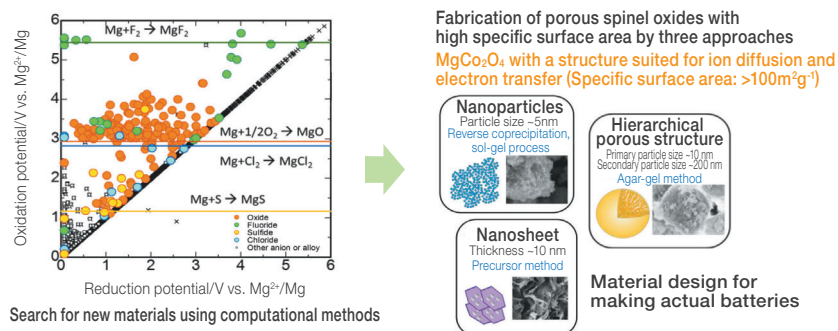 Oxidation potential/V vs. Mg²⁺/Mg
6
5
4
3
2
1
0
Mg+F₂ → MgF₂
Mg+1/2O₂ → MgO
Mg+Cl₂ → MgCl₂
Mg+S → MgS
Oxide
Fluoride
Sulfide
Chloride
Other anion or alloy
0 1 2 3 4 5 6
Reduction potential/V vs. Mg²⁺/Mg
Search for new materials using computational methods
Fabrication of porous spinel oxides with
high specific surface area by three approaches
MgCo₂O₄ with a structure suited for ion diffusion and
electron transfer (Specific surface area: >100m²g⁻¹)
Nanoparticles
Particle size ~5nm
Reverse coprecipitation,
sol-gel process
Hierarchical
porous structure
Primary particle size ~10 nm
Secondary particle size ~200 nm
Agar-gel method
Nanosheet
Thickness ~10 nm
Precursor method
Material design for
making actual batteries